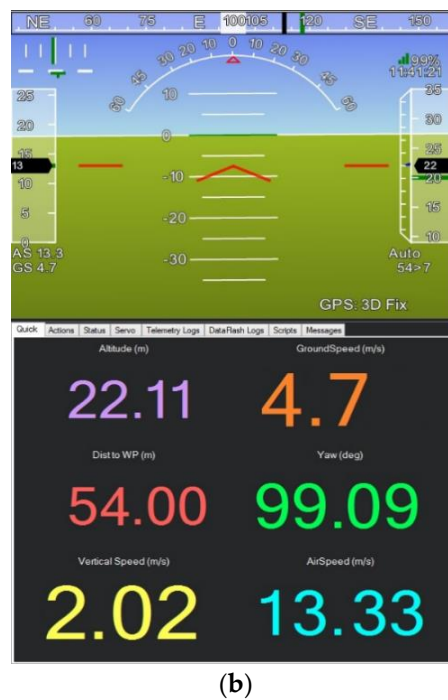 NE 60 75 E 100 105 120 SE 150
60 45 30 20 10 0 10 20 30 45 60
99%
11:41:21
25 10 35
20 30
0
15 25
13 22
10 -10 20
5 -20 15
0 -30 10
AS 13.3
GS 4.7
Auto
54>7
GPS: 3D Fix
Quick Actions Status Servo Telemetry Logs DataFlash Logs Scripts Messages
Altitude (m) GroundSpeed (m/s)
22.11 4.7
Dist to WP (m) Yaw (deg)
54.00 99.09
Vertical Speed (m/s) AirSpeed (m/s)
2.02 13.33
(b)